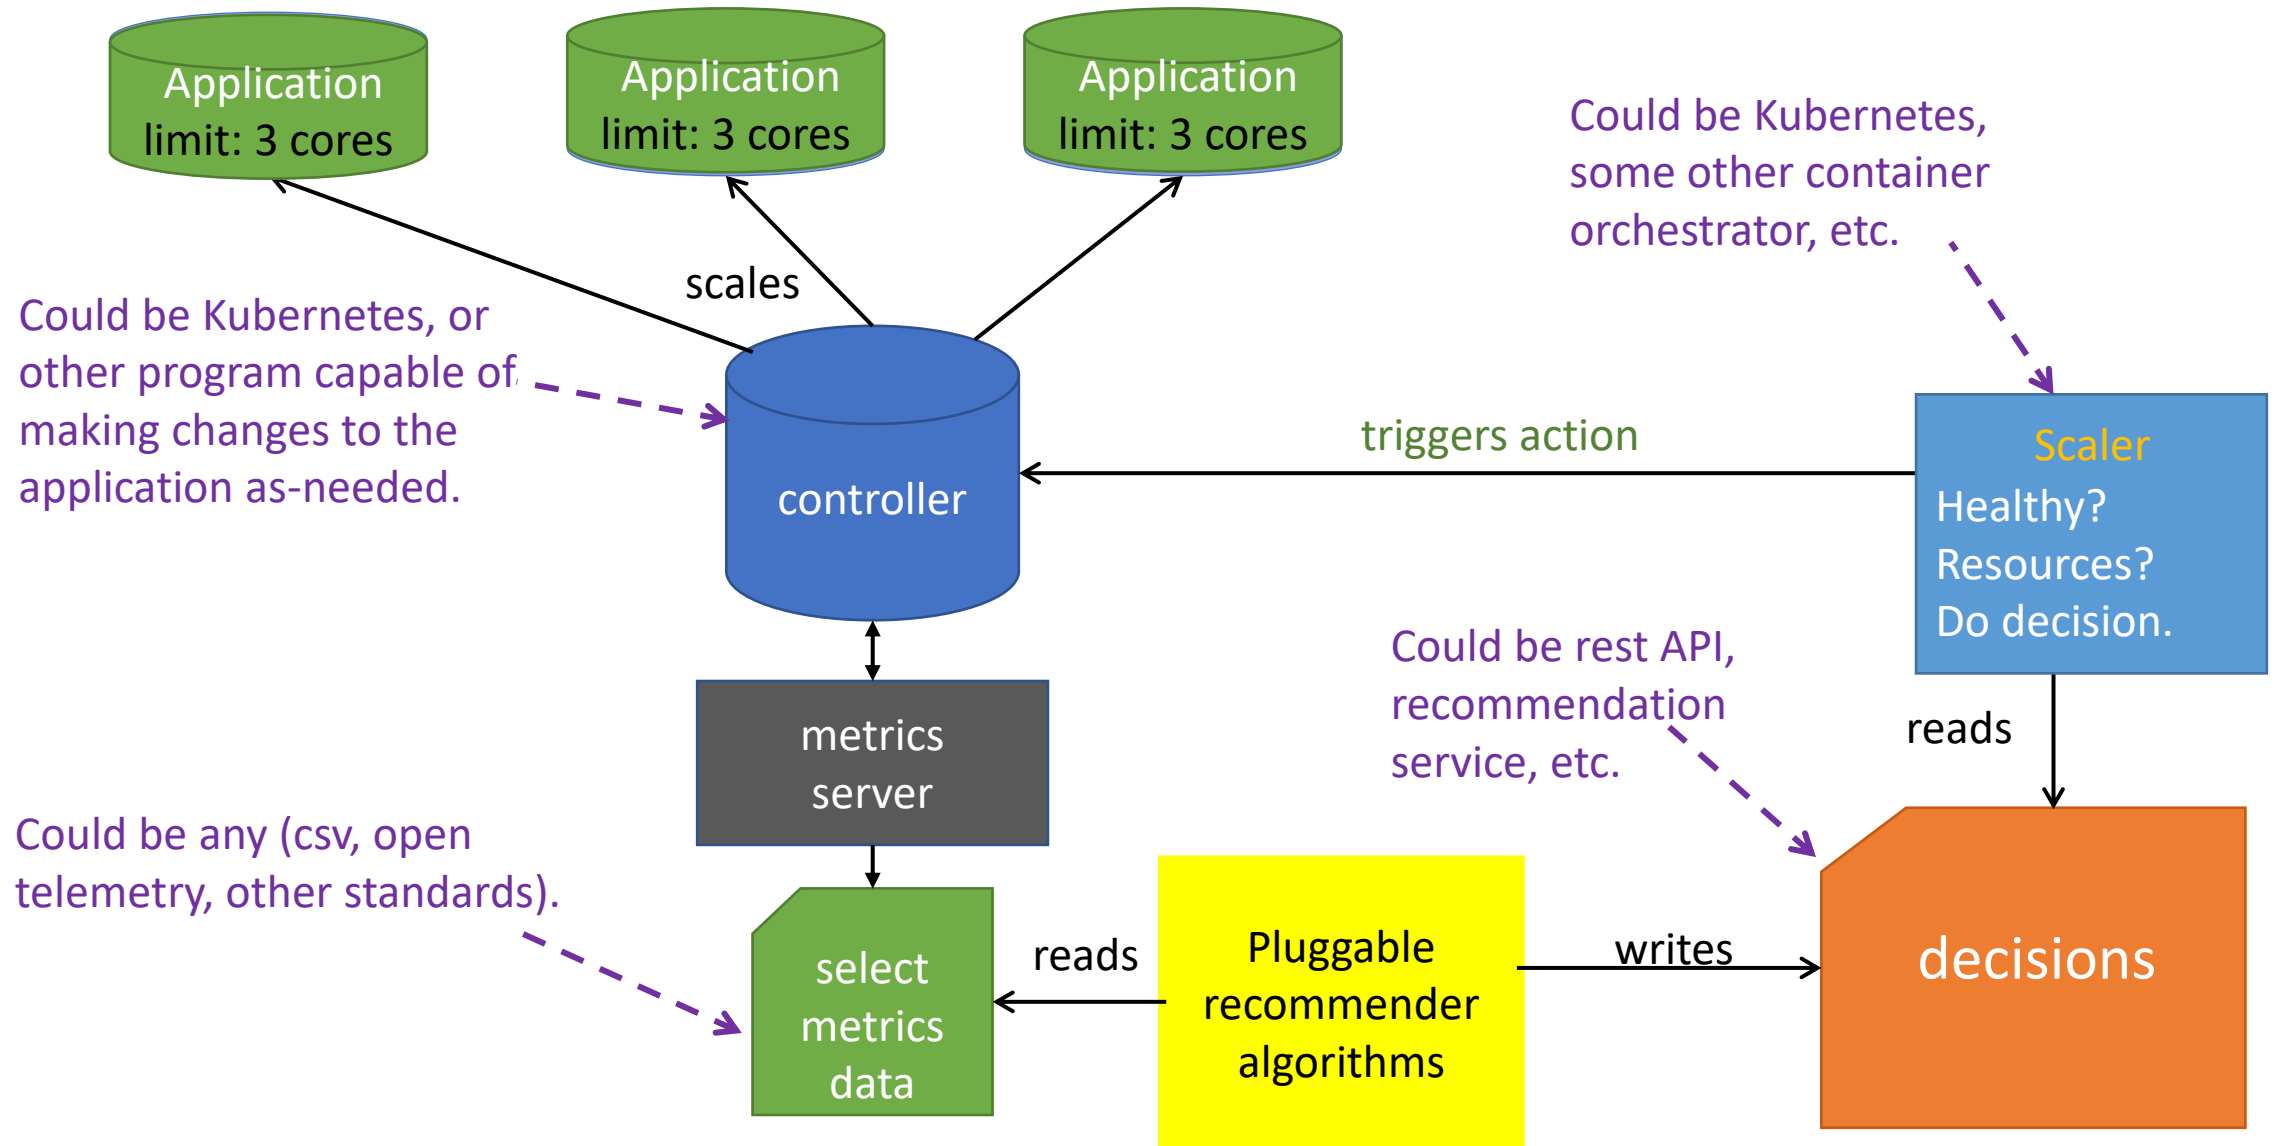 Application
limit: 3 cores
Application
limit: 3 cores
Application
limit: 3 cores
Could be Kubernetes,
some other container
orchestrator, etc.
scales
Could be Kubernetes, or
other program capable of
making changes to the
application as-needed.
controller
triggers action
Scaler
Healthy?
Resources?
Do decision.
metrics
server
Could be rest API,
recommendation
service, etc.
reads
Could be any (csv, open
telemetry, other standards).
select
metrics
data
reads
Pluggable
recommender
algorithms
writes
decisions